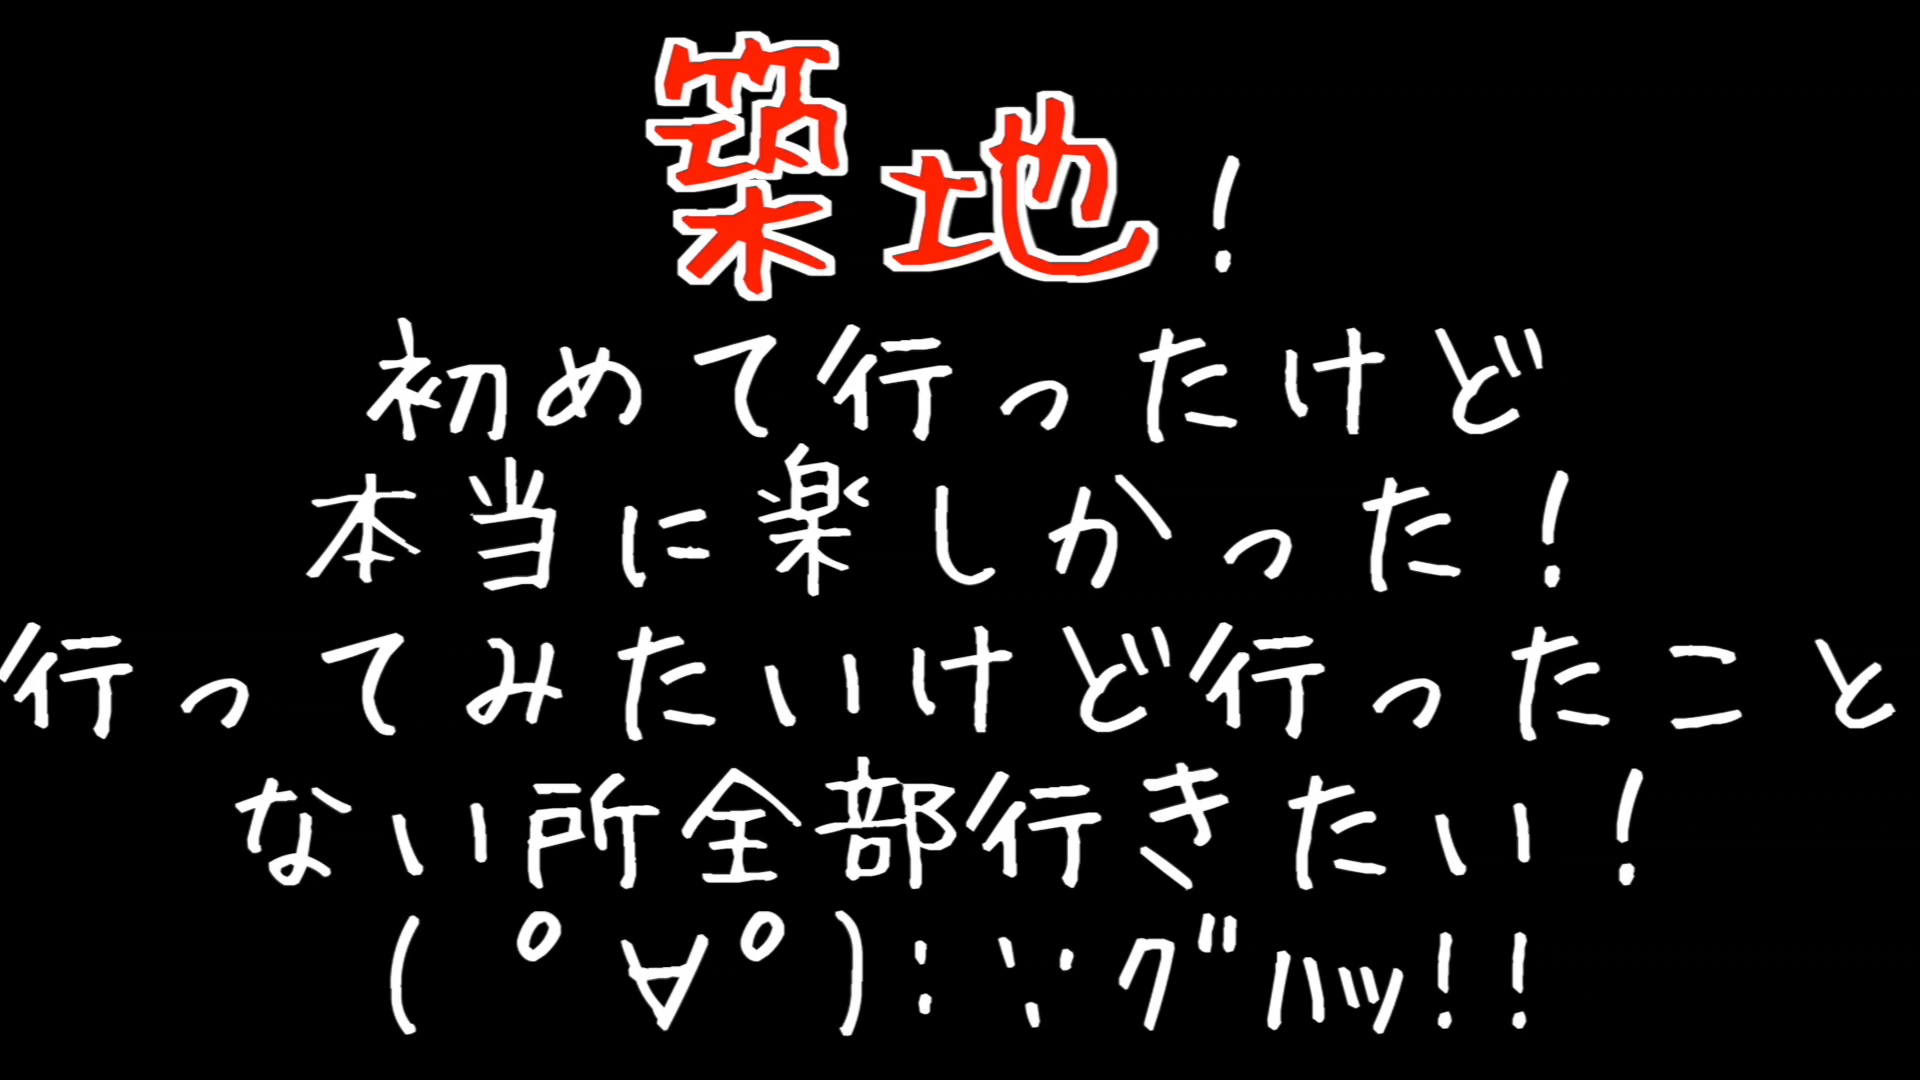 築地!
初めて行ったけど
本当に楽しかった!
行ってみたいけど行ったこと
ない所全部行きたい!
( ﾟ∀ﾟ):∵ｸﾞﾊｯ!!